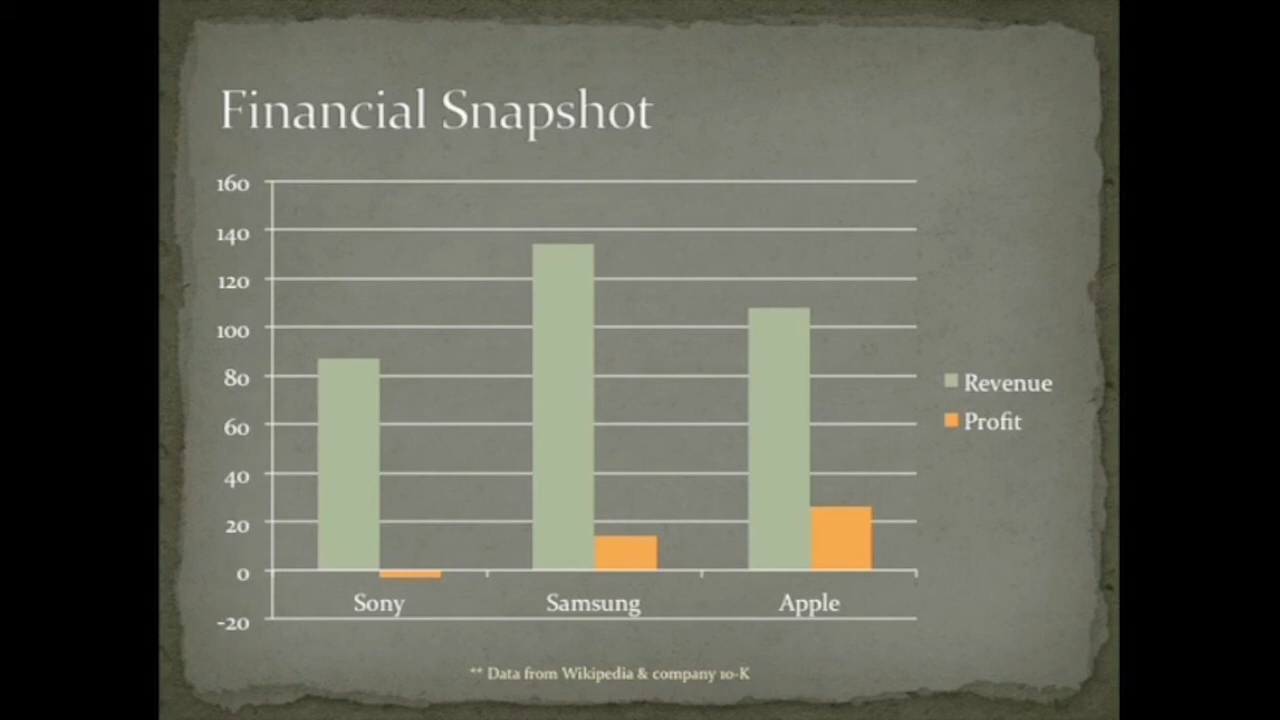 Financial Snapshot
160
140
120
100
80
60
40
20
0
-20
Sony Samsung Apple
Revenue
Profit
** Data from Wikipedia & company 10-K